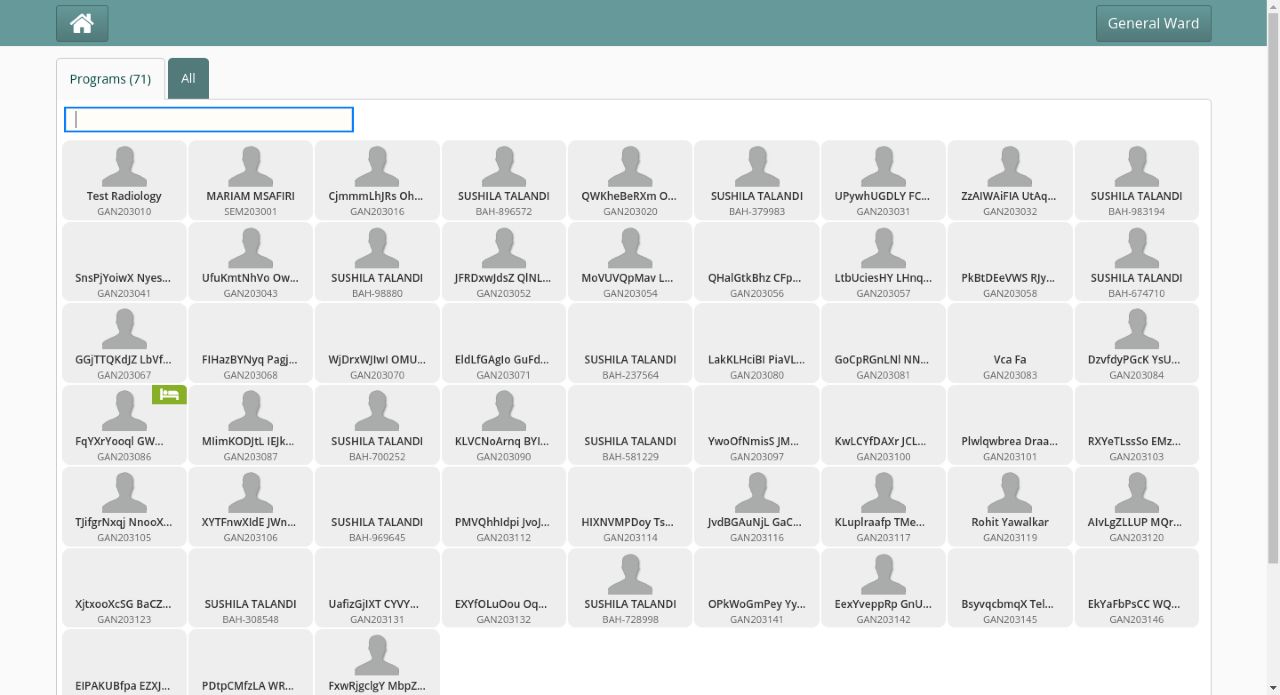 General Ward
Programs (71)
All
Test Radiology
GAN203010
MARIAM MSAFIRI
SEM203001
CjmmmLhJRs Oh...
GAN203016
SUSHILA TALANDI
BAH-896572
QWKheBeRXm O...
GAN203020
SUSHILA TALANDI
BAH-379983
UPywhUGDLY FC...
GAN203031
ZzAIWAiFIA UtAq...
GAN203032
SUSHILA TALANDI
BAH-983194
SnsPjYoiwX Nyes...
GAN203041
UfuKmtNhVo Ow...
GAN203043
SUSHILA TALANDI
BAH-98880
JFRDxwJdsZ QlNL...
GAN203052
MoVUVQpMav L...
GAN203054
QHalGtkBhz CFp...
GAN203056
LtbUciesHY LHnq...
GAN203057
PkBtDEeVWS RJy...
GAN203058
SUSHILA TALANDI
BAH-674710
GGjTTQKdJZ LbVf...
GAN203067
FIHazBYNyq Pagj...
GAN203068
WjDrxWJIwI OMU...
GAN203070
EldLfGAgIo GuFd...
GAN203071
SUSHILA TALANDI
BAH-237564
LakKLHciBI PiaVL...
GAN203080
GoCpRGnLNl NN...
GAN203081
Vca Fa
GAN203083
DzvfdyPGcK YsU...
GAN203084
FqYXrYooql GW...
GAN203086
MIimKODJtL IEJk...
GAN203087
SUSHILA TALANDI
BAH-700252
KLVCNoArnq BYI...
GAN203090
SUSHILA TALANDI
BAH-581229
YwoOfNmisS JM...
GAN203097
KwLCYfDAXr JCL...
GAN203100
Plwlqwbrea Draa...
GAN203101
RXYeTLssSo EMz...
GAN203103
TJifgrNxqj NnooX...
GAN203105
XYTFnwXIdE JWn...
GAN203106
SUSHILA TALANDI
BAH-969645
PMVQhhIdpi JvoJ...
GAN203112
HIXNVMPDoy Ts...
GAN203114
JvdBGAuNjL GaC...
GAN203116
KLuplraafp TMe...
GAN203117
Rohit Yawalkar
GAN203119
AIvLgZLLUP MQr...
GAN203120
XjtxooXcSG BaCZ...
GAN203123
SUSHILA TALANDI
BAH-308548
UafizGjIXT CYVY...
GAN203131
EXYfOLuOou Oq...
GAN203132
SUSHILA TALANDI
BAH-728998
OPkWoGmPey Yy...
GAN203141
EexYveppRp GnU...
GAN203142
BsyvqcbmqX Tel...
GAN203145
EkYaFbPsCC WQ...
GAN203146
EIPAKUBfpa EZXJ...
PDtpCMfzLA WR...
FxwRjgclgY MbpZ...